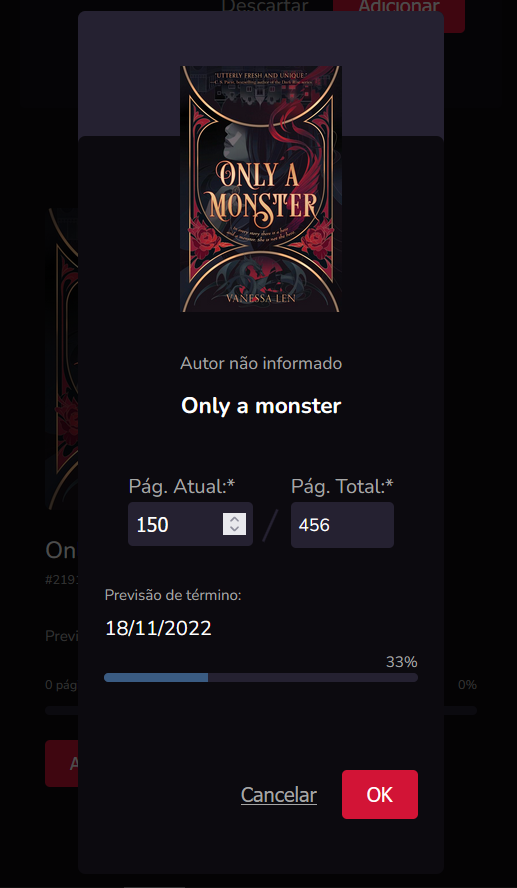 Descartar
Adicionar
"UTTERLY FRESH AND UNIQUE."
ONLY A
MONSTER
VANESSA LEN
Autor não informado
Only a monster
Pág. Atual:* Pág. Total:*
150 / 456
On
#2191
Previsão de término:
18/11/2022
Previ
33%
0 pág
0%
A
Cancelar
OK